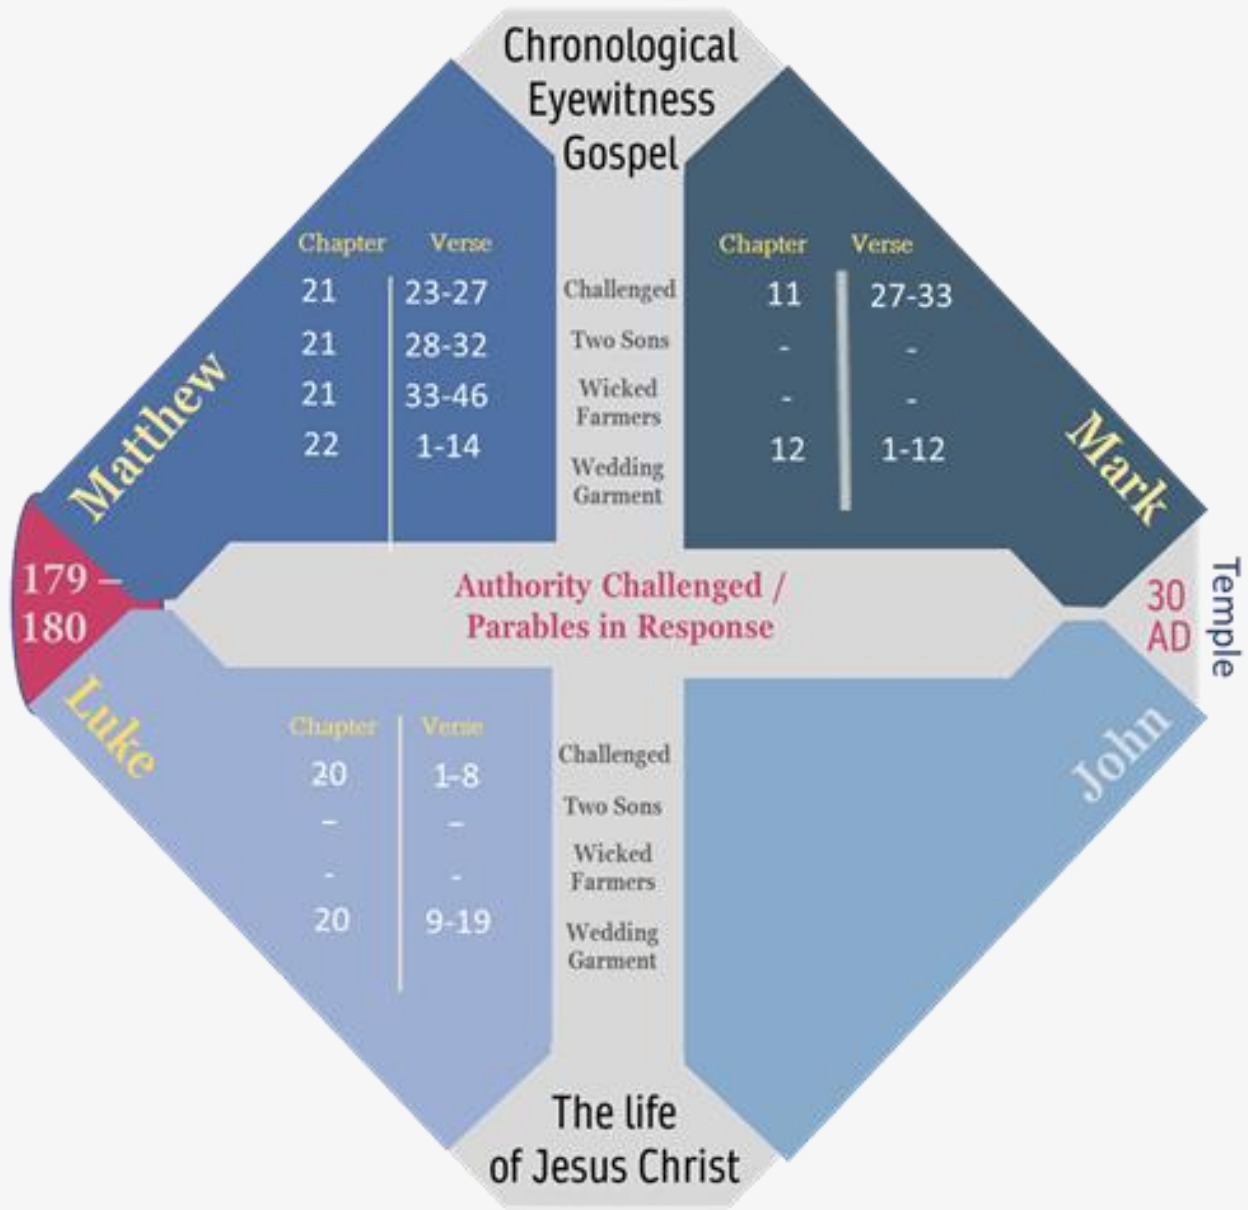 Chronological
Eyewitness
Gospel
Matthew
Chapter Verse
21 23-27
21 28-32
21 33-46
22 1-14
Challenged
Two Sons
Wicked
Farmers
Wedding
Garment
Mark
Chapter Verse
11 27-33
- -
- -
12 1-12
179 –
180
Authority Challenged /
Parables in Response
30
AD
Temple
Luke
Chapter Verse
20 1-8
– –
- -
20 9-19
Challenged
Two Sons
Wicked
Farmers
Wedding
Garment
John
The life
of Jesus Christ